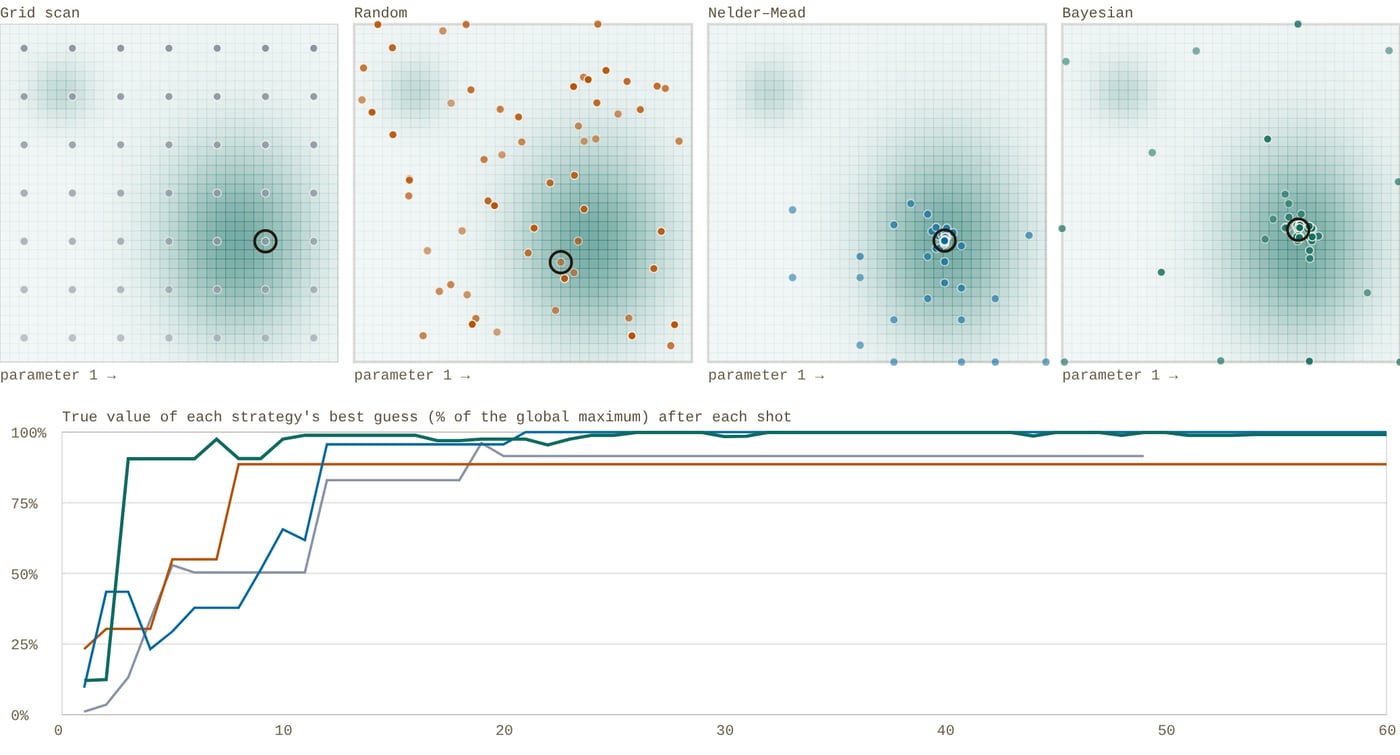 Grid scan
Random
Nelder–Mead
Bayesian
parameter 1 →
parameter 1 →
parameter 1 →
parameter 1 →
True value of each strategy's best guess (% of the global maximum) after each shot
100%
75%
50%
25%
0%
0
10
20
30
40
50
60